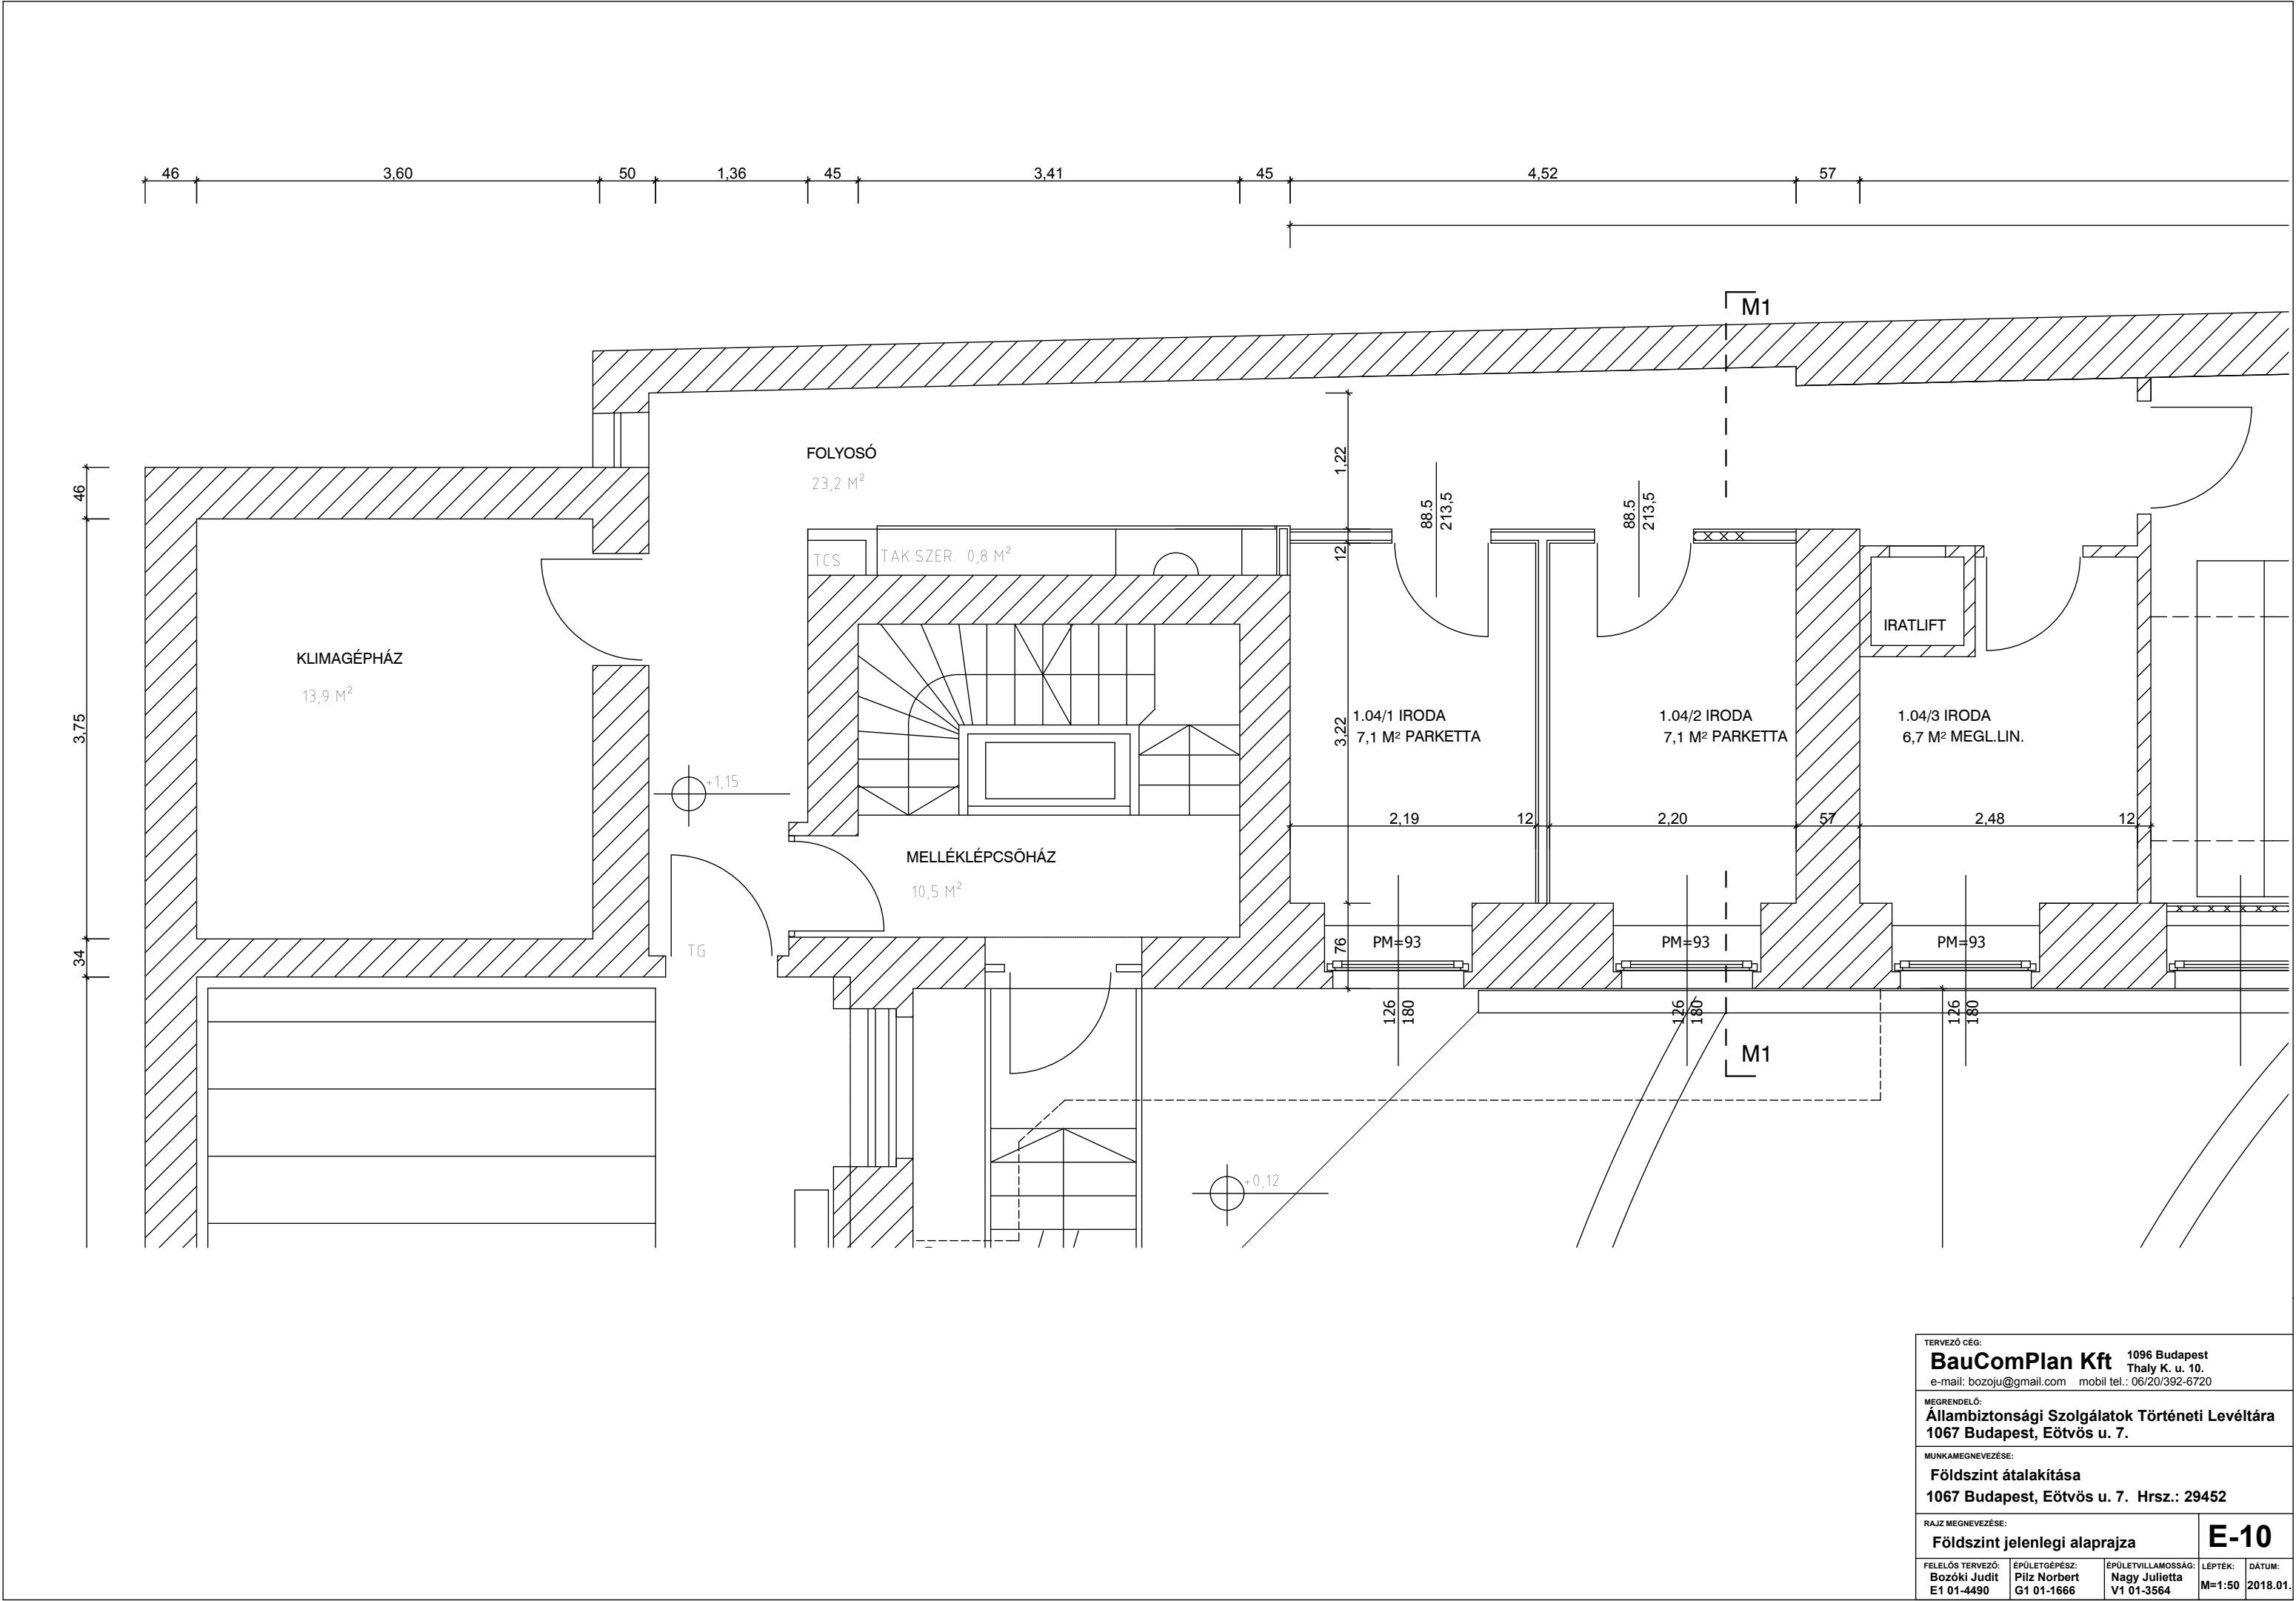 46 3,60 50 1,36 45 3,41 45 4,52 57
M1
FOLYOSÓ
23,2 M²
46
1,22
88.5
213,5
88.5
213,5
12
TCS
TAK.SZER. 0,8 M²
IRATLIFT
KLIMAGÉPHÁZ
13,9 M²
3,75
3,22
1.04/1 IRODA
7,1 M² PARKETTA
1.04/2 IRODA
7,1 M² PARKETTA
1.04/3 IRODA
6,7 M² MEGL.LIN.
+1,15
2,19 12 2,20 57 2,48 12
MELLÉKLÉPCSŐHÁZ
10,5 M²
34
TG
76
PM=93
PM=93
PM=93
126
180
126
180
126
180
M1
+0,12
TERVEZŐ CÉG:
BauComPlan Kft 1096 Budapest
Thaly K. u. 10.
e-mail: bozoju@gmail.com mobil tel.: 06/20/392-6720
MEGRENDELŐ:
Állambiztonsági Szolgálatok Történeti Levéltára
1067 Budapest, Eötvös u. 7.
MUNKAMEGNEVEZÉSE:
Földszint átalakítása
1067 Budapest, Eötvös u. 7. Hrsz.: 29452
RAJZ MEGNEVEZÉSE:
Földszint jelenlegi alaprajza
E-10
FELELŐS TERVEZŐ: ÉPÜLETGÉPÉSZ: ÉPÜLETVILLAMOSSÁG: LÉPTÉK: DÁTUM:
Bozóki Judit Pilz Norbert Nagy Julietta
E1 01-4490 G1 01-1666 V1 01-3564 M=1:50 2018.01.